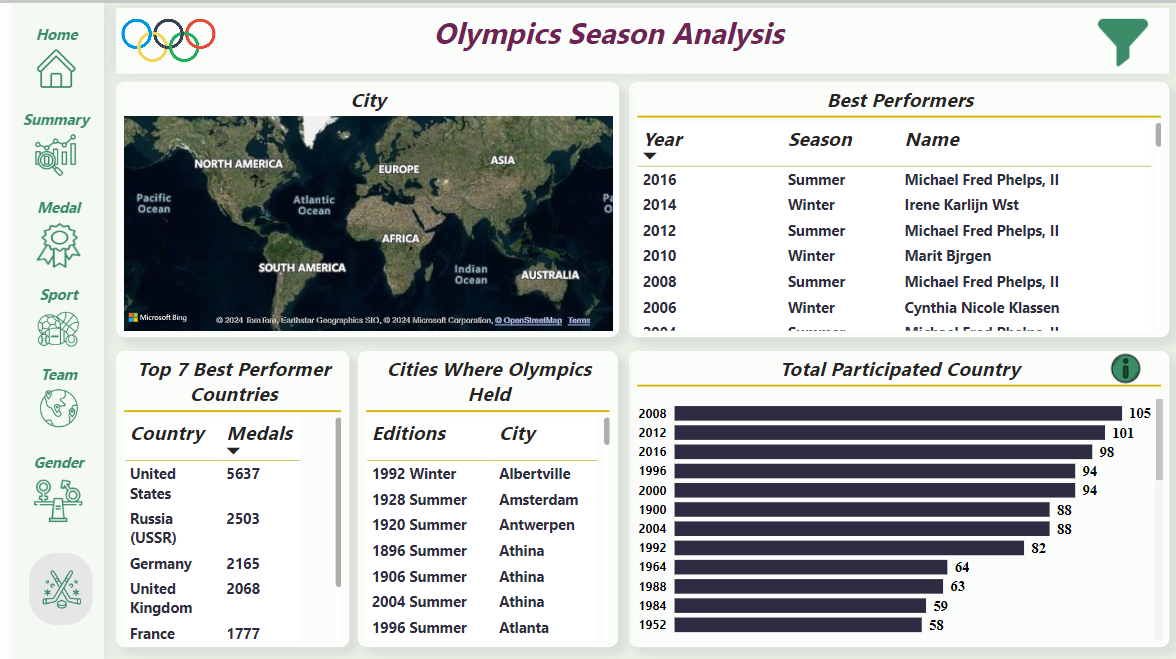 Home
Summary
Medal
Sport
Team
Gender
Olympics Season Analysis
City
NORTH AMERICA
EUROPE
ASIA
Pacific
Ocean
Atlantic
Ocean
AFRICA
SOUTH AMERICA
Indian
Ocean
AUSTRALIA
Microsoft Bing
© 2024 TomTom, Earthstar Geographics SIO, © 2024 Microsoft Corporation, © OpenStreetMap Terms
Best Performers
Year Season Name
2016 Summer Michael Fred Phelps, II
2014 Winter Irene Karlijn Wst
2012 Summer Michael Fred Phelps, II
2010 Winter Marit Bjrgen
2008 Summer Michael Fred Phelps, II
2006 Winter Cynthia Nicole Klassen
2004 Summer Michael Fred Phelps, II
Top 7 Best Performer
Countries
Country Medals
United
States 5637
Russia
(USSR) 2503
Germany 2165
United
Kingdom 2068
France 1777
Cities Where Olympics
Held
Editions City
1992 Winter Albertville
1928 Summer Amsterdam
1920 Summer Antwerpen
1896 Summer Athina
1906 Summer Athina
2004 Summer Athina
1996 Summer Atlanta
Total Participated Country
2008 105
2012 101
2016 98
1996 94
2000 94
1900 88
2004 88
1992 82
1964 64
1988 63
1984 59
1952 58